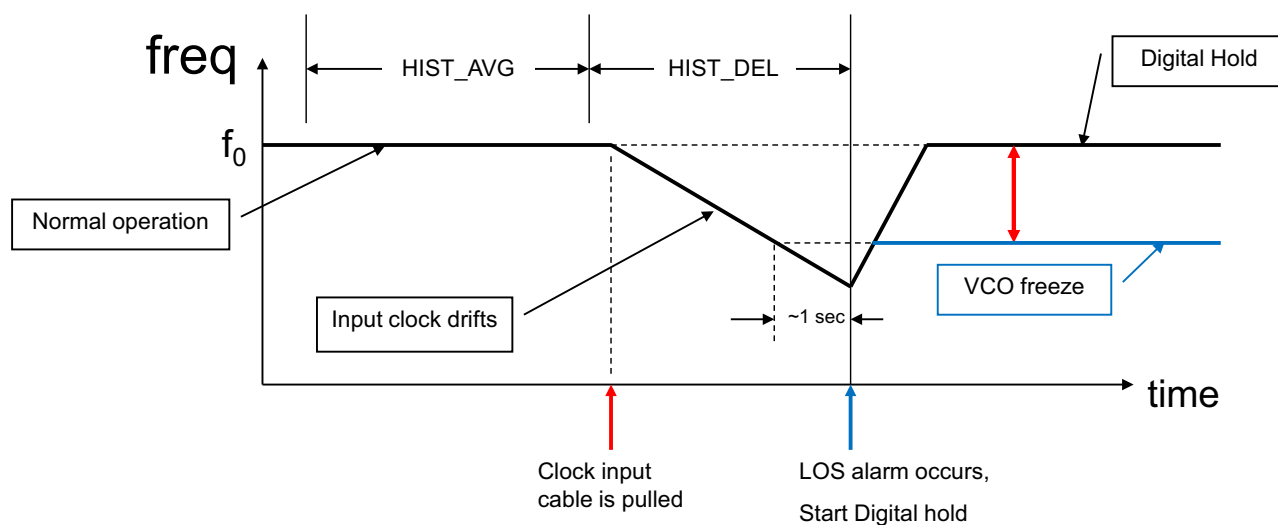 HIST_AVG
HIST_DEL
Digital Hold
freq
f₀
Normal operation
Input clock drifts
~1 sec
VCO freeze
time
Clock input
cable is pulled
LOS alarm occurs,
Start Digital hold